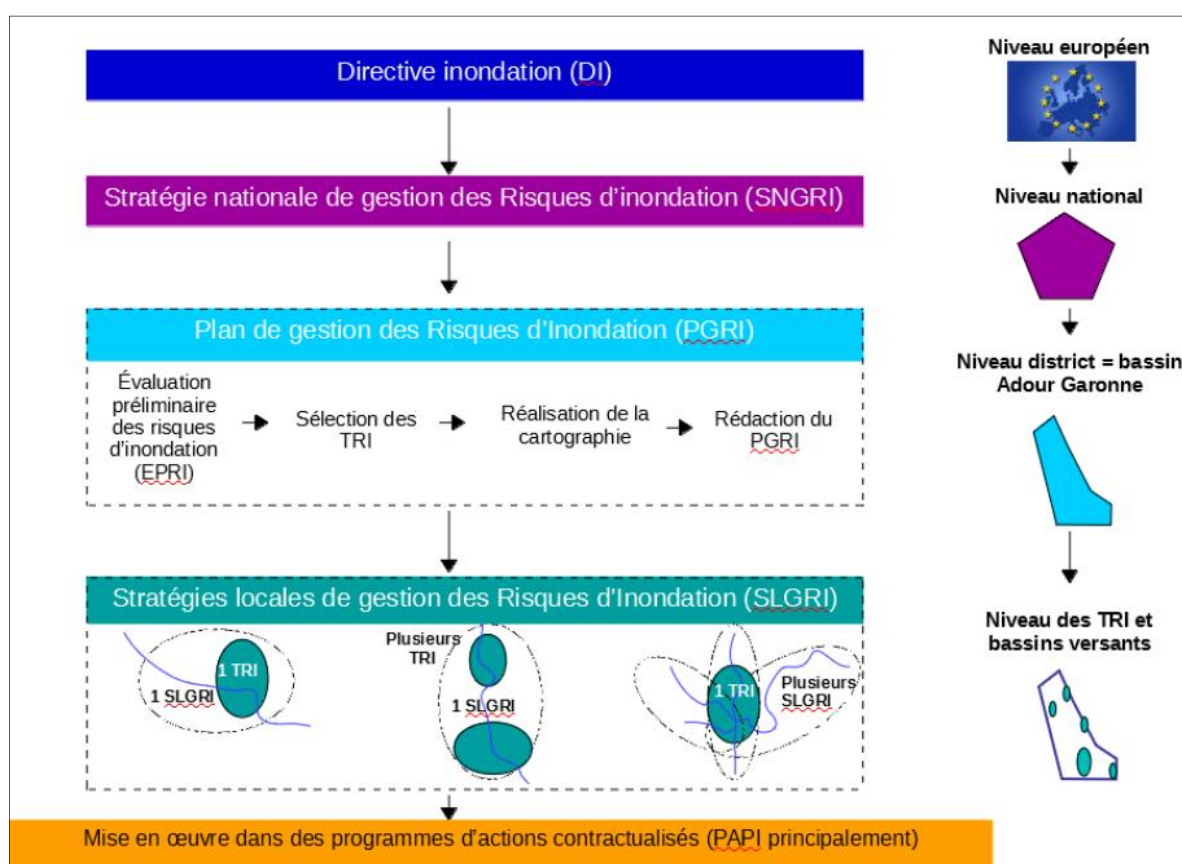 Directive inondation (DI)
Stratégie nationale de gestion des Risques d'inondation (SNGRI)
Plan de gestion des Risques d'Inondation (PGRI)
Évaluation
préliminaire
des risques
d'inondation
(EPRI)
Sélection des
TRI
Réalisation de la
cartographie
Rédaction du
PGRI
Stratégies locales de gestion des Risques d'Inondation (SLGRI)
1 TRI
1 SLGRI
Plusieurs
TRI
1 SLGRI
1 TRI
Plusieurs
SLGRI
Mise en œuvre dans des programmes d'actions contractualisés (PAPI principalement)
Niveau européen
Niveau national
Niveau district = bassin
Adour Garonne
Niveau des TRI et
bassins versants